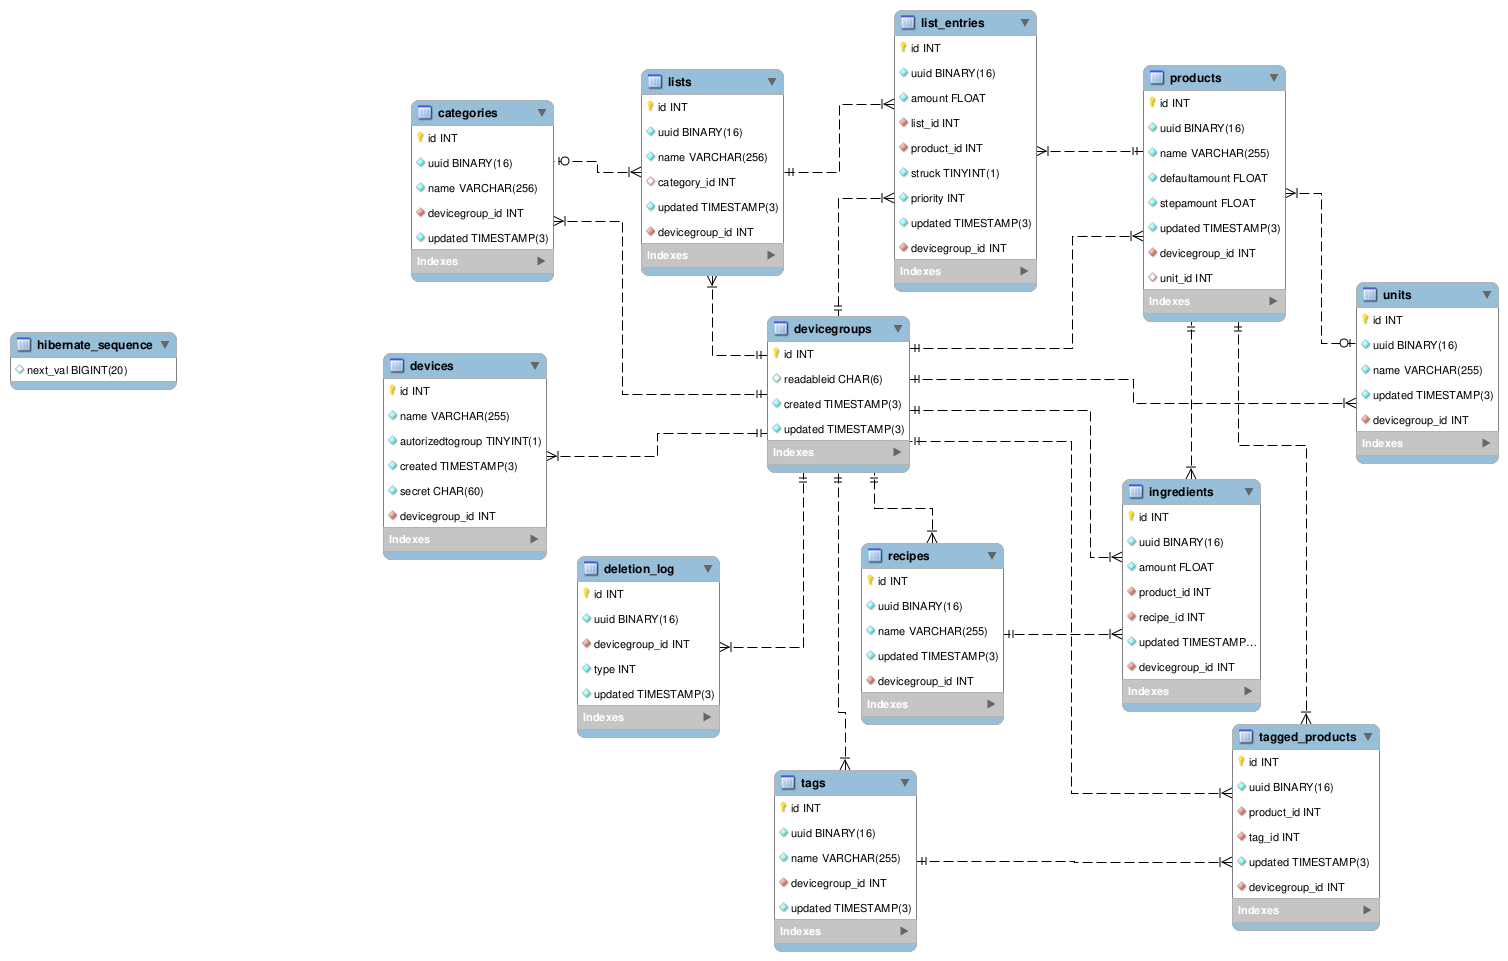 list_entries
id INT
uuid BINARY(16)
amount FLOAT
list_id INT
product_id INT
struck TINYINT(1)
priority INT
updated TIMESTAMP(3)
devicegroup_id INT
Indexes
products
id INT
uuid BINARY(16)
name VARCHAR(255)
defaultamount FLOAT
stepamount FLOAT
updated TIMESTAMP(3)
devicegroup_id INT
unit_id INT
Indexes
lists
id INT
uuid BINARY(16)
name VARCHAR(256)
category_id INT
updated TIMESTAMP(3)
devicegroup_id INT
Indexes
categories
id INT
uuid BINARY(16)
name VARCHAR(256)
devicegroup_id INT
updated TIMESTAMP(3)
Indexes
units
id INT
uuid BINARY(16)
name VARCHAR(255)
updated TIMESTAMP(3)
devicegroup_id INT
Indexes
devicegroups
id INT
readableid CHAR(6)
created TIMESTAMP(3)
updated TIMESTAMP(3)
Indexes
hibernate_sequence
next_val BIGINT(20)
devices
id INT
name VARCHAR(255)
autorizedtogroup TINYINT(1)
created TIMESTAMP(3)
secret CHAR(60)
devicegroup_id INT
Indexes
ingredients
id INT
uuid BINARY(16)
amount FLOAT
product_id INT
recipe_id INT
updated TIMESTAMP...
devicegroup_id INT
Indexes
recipes
id INT
uuid BINARY(16)
name VARCHAR(255)
updated TIMESTAMP(3)
devicegroup_id INT
Indexes
deletion_log
id INT
uuid BINARY(16)
devicegroup_id INT
type INT
updated TIMESTAMP(3)
Indexes
tagged_products
id INT
uuid BINARY(16)
product_id INT
tag_id INT
updated TIMESTAMP(3)
devicegroup_id INT
Indexes
tags
id INT
uuid BINARY(16)
name VARCHAR(255)
devicegroup_id INT
updated TIMESTAMP(3)
Indexes